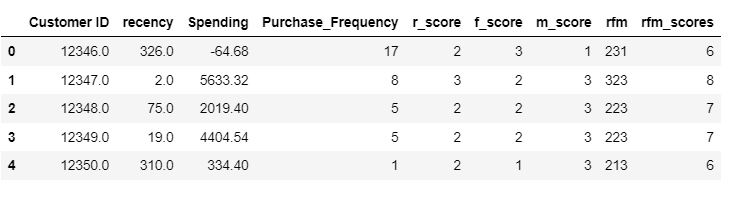 Customer ID recency Spending Purchase_Frequency r_score f_score m_score rfm rfm_scores
0 12346.0 326.0 -64.68 17 2 3 1 231 6
1 12347.0 2.0 5633.32 8 3 2 3 323 8
2 12348.0 75.0 2019.40 5 2 2 3 223 7
3 12349.0 19.0 4404.54 5 2 2 3 223 7
4 12350.0 310.0 334.40 1 2 1 3 213 6